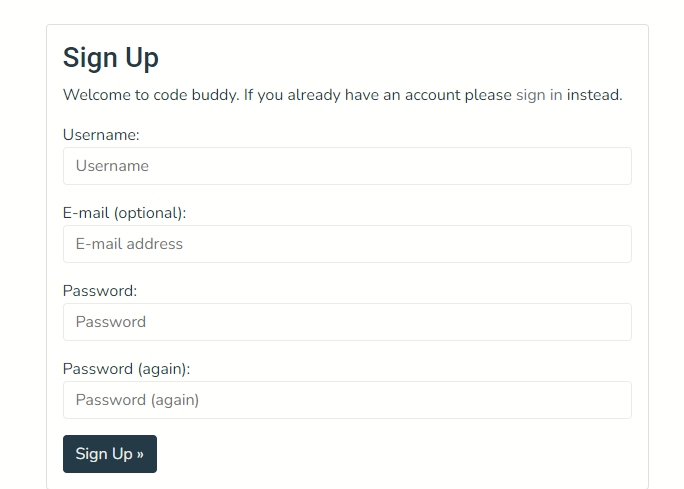 Sign Up
Welcome to code buddy. If you already have an account please sign in instead.
Username:
Username
E-mail (optional):
E-mail address
Password:
Password
Password (again):
Password (again)
Sign Up »